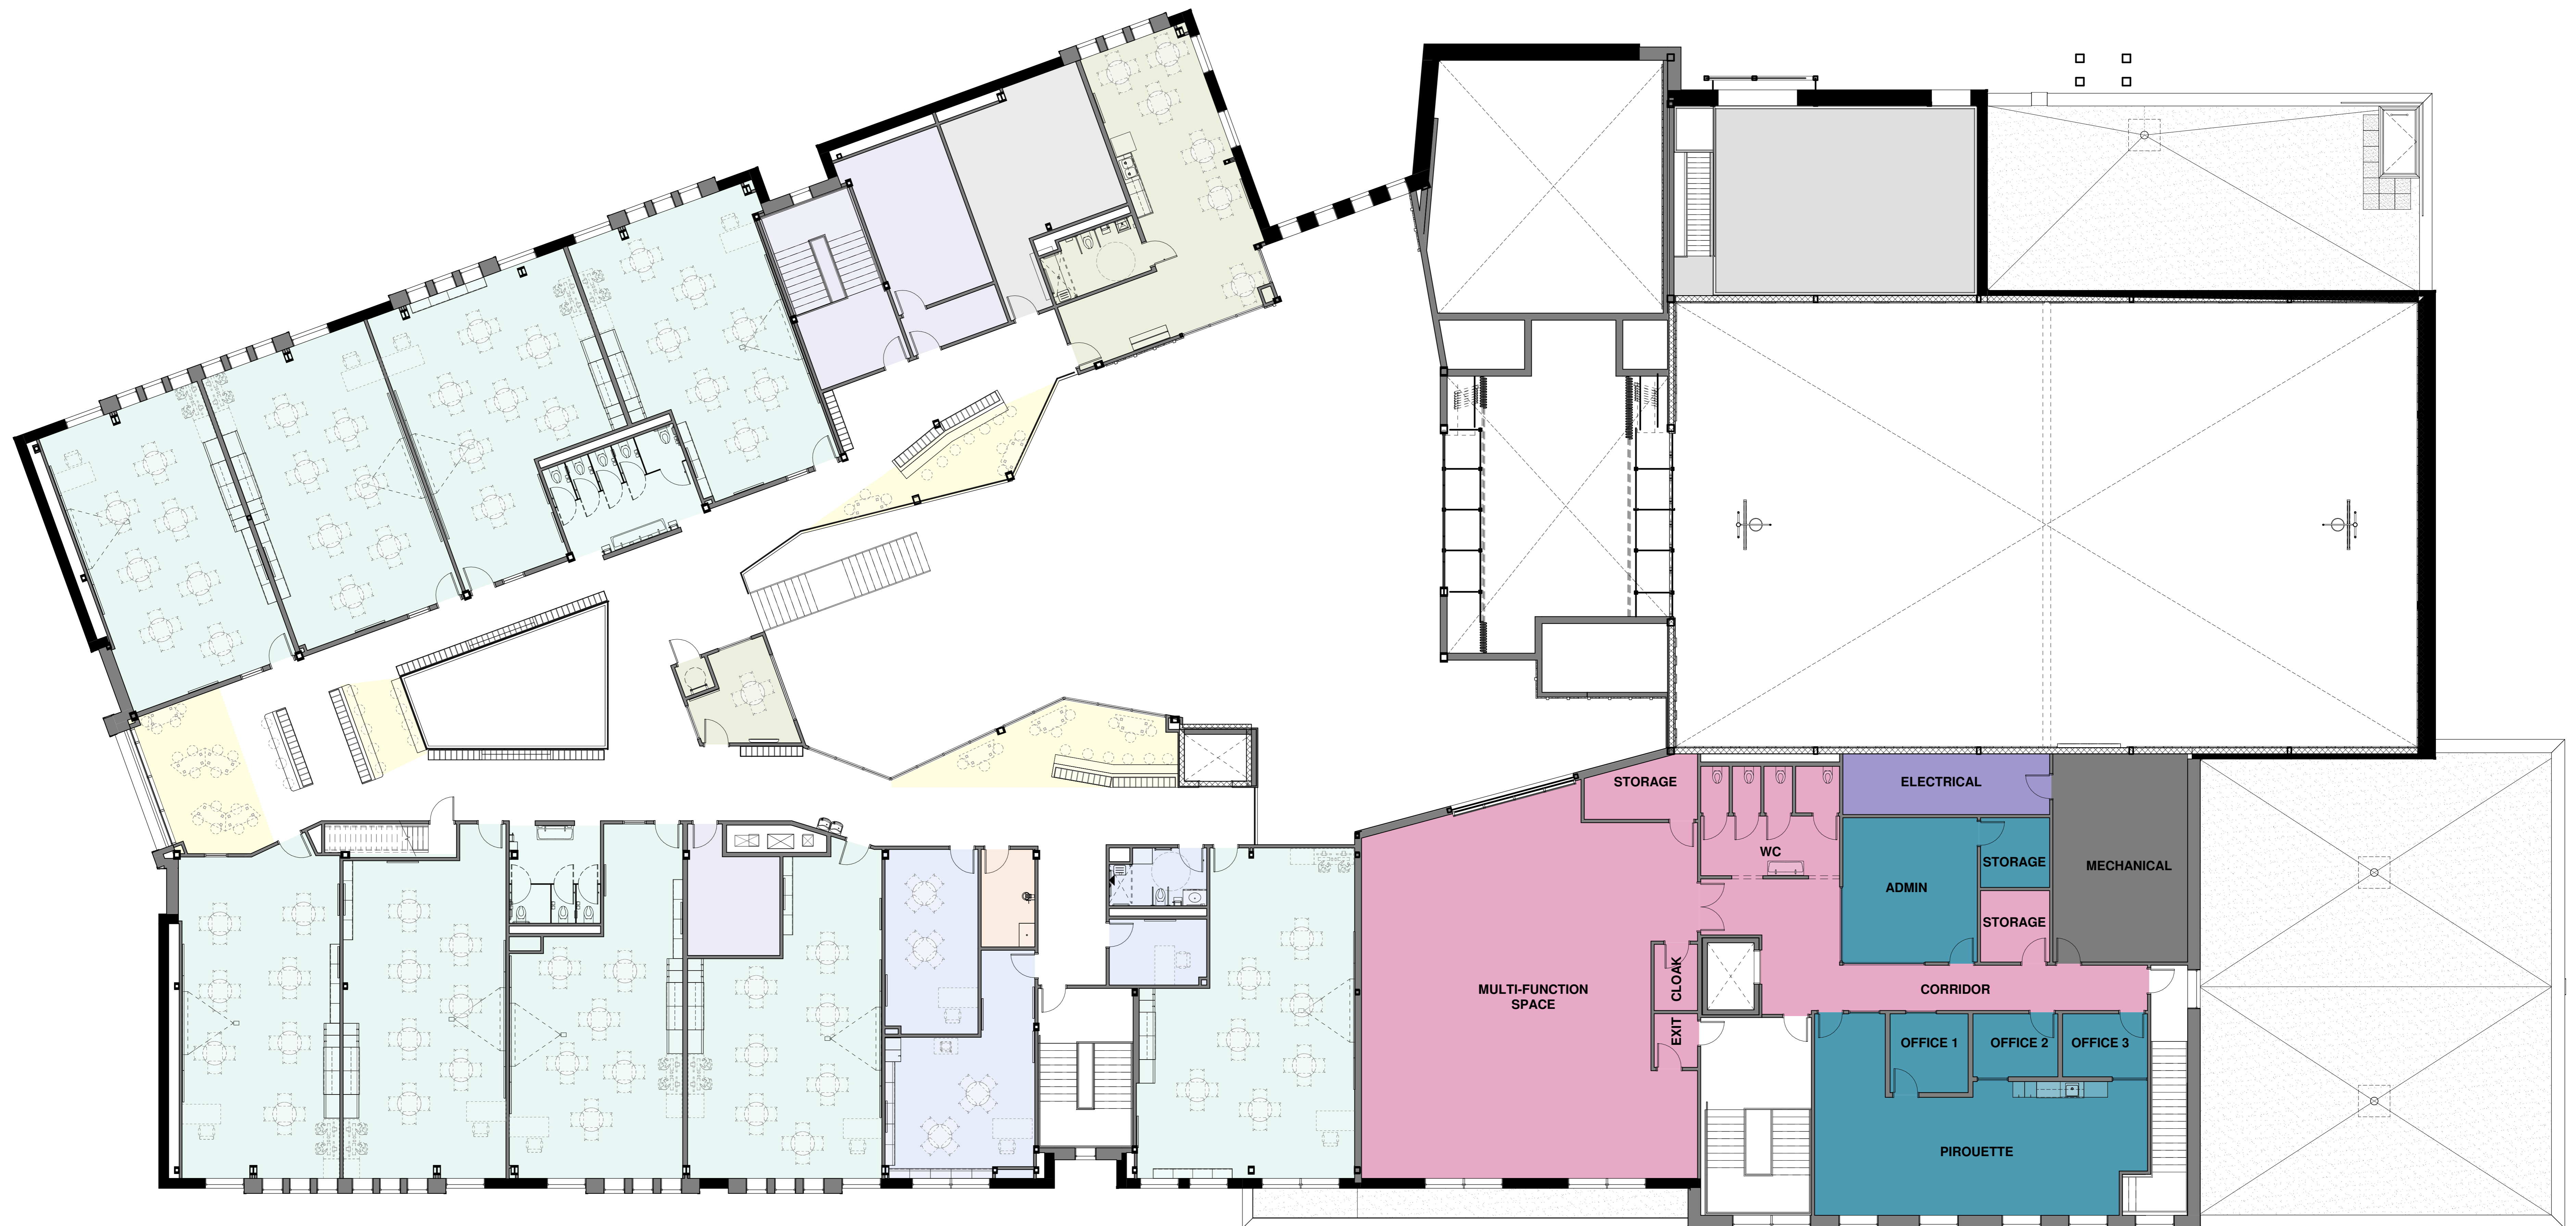 STORAGE
ELECTRICAL
WC
STORAGE
MECHANICAL
ADMIN
STORAGE
CLOAK
MULTI-FUNCTION
SPACE
CORRIDOR
EXIT
OFFICE 1
OFFICE 2
OFFICE 3
PIROUETTE